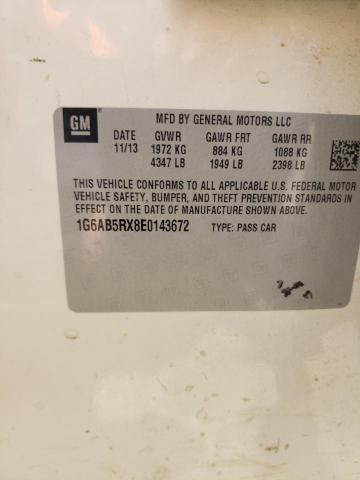 GM
MFD BY GENERAL MOTORS LLC
DATE GVWR GAWR FRT GAWR RR
11/13 1972 KG 884 KG 1088 KG
4347 LB 1949 LB 2398 LB
THIS VEHICLE CONFORMS TO ALL APPLICABLE U.S. FEDERAL MOTOR
VEHICLE SAFETY, BUMPER, AND THEFT PREVENTION STANDARDS IN
EFFECT ON THE DATE OF MANUFACTURE SHOWN ABOVE.
1G6AB5RX8E0143672 TYPE: PASS CAR